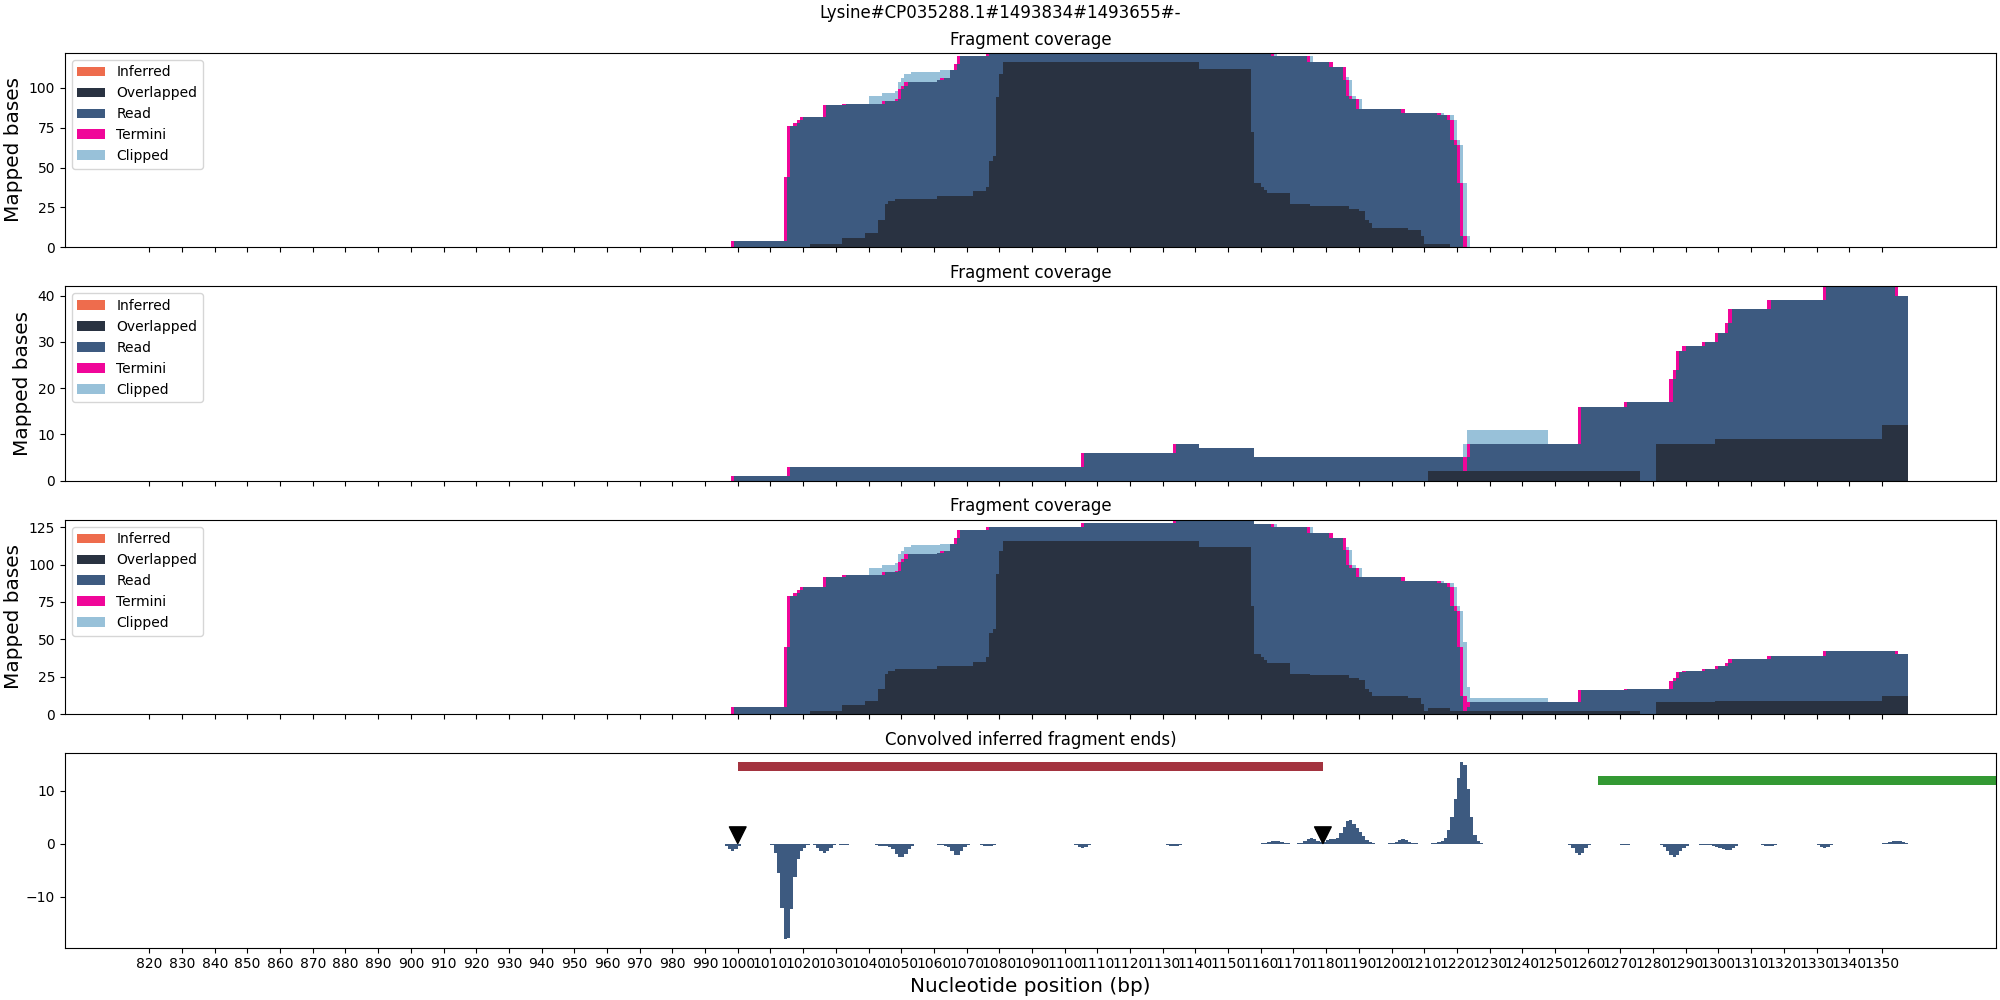 Lysine#CP035288.1#1493834#1493655#-
Fragment coverage
Mapped bases
100
75
50
25
0
Inferred
Overlapped
Read
Termini
Clipped
Fragment coverage
Mapped bases
40
30
20
10
0
Inferred
Overlapped
Read
Termini
Clipped
Fragment coverage
Mapped bases
125
100
75
50
25
0
Inferred
Overlapped
Read
Termini
Clipped
Convolved inferred fragment ends)
10
0
−10
820 830 840 850 860 870 880 890 900 910 920 930 940 950 960 970 980 990 1000 1010 1020 1030 1040 1050 1060 1070 1080 1090 1100 1110 1120 1130 1140 1150 1160 1170 1180 1190 1200 1210 1220 1230 1240 1250 1260 1270 1280 1290 1300 1310 1320 1330 1340 1350
Nucleotide position (bp)